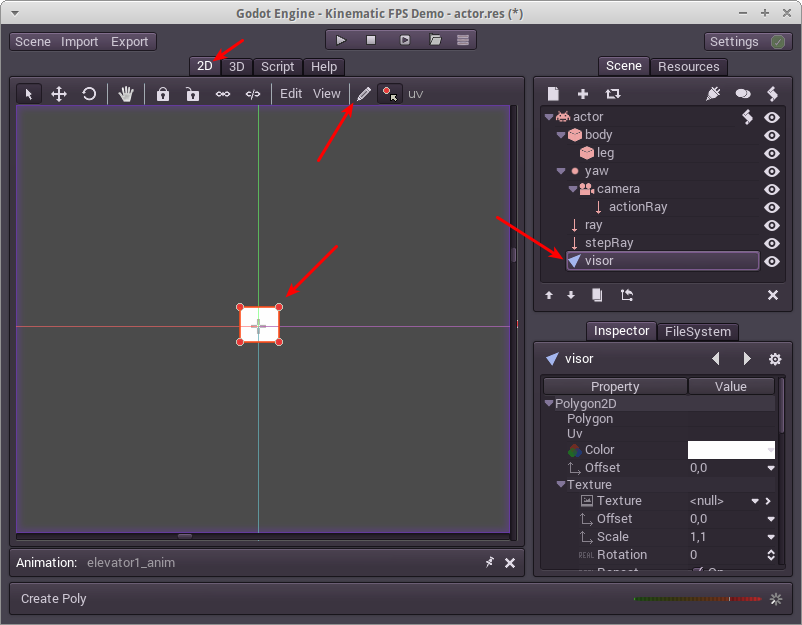 Godot Engine - Kinematic FPS Demo - actor.res (*)
Scene Import Export
Settings
2D 3D Script Help
Scene Resources
Edit View uv
actor
body
leg
yaw
camera
actionRay
ray
stepRay
visor
Inspector FileSystem
visor
Property Value
Polygon2D
Polygon
Uv
Color
Offset 0,0
Texture
Texture <null>
Offset 0,0
Scale 1,1
REAL Rotation 0
Animation: elevator1_anim
Create Poly